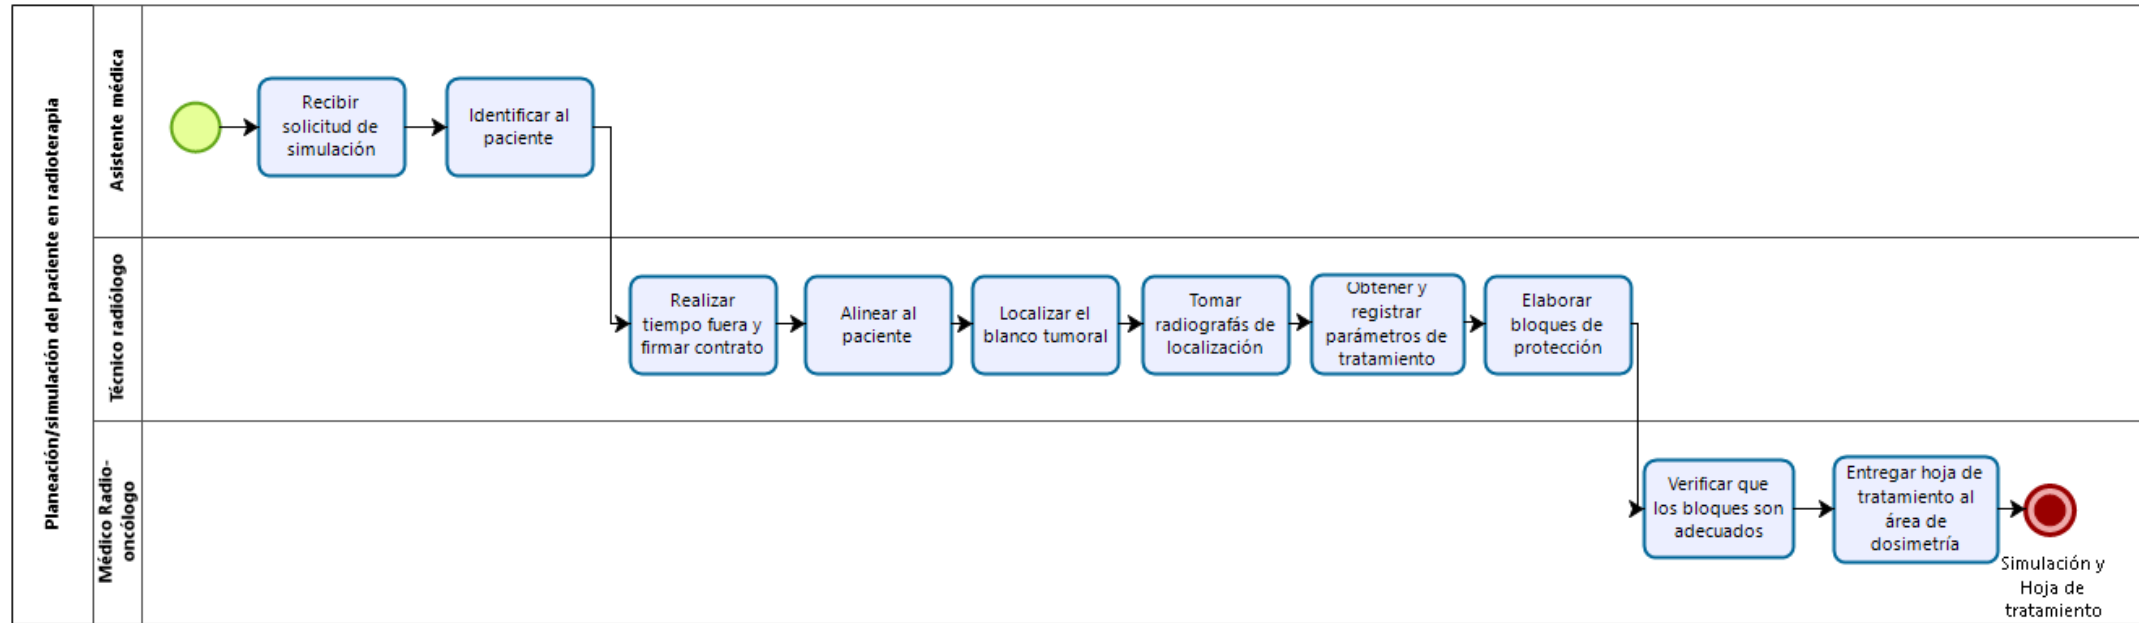 Planeación/simulación del paciente en radioterapia
Asistente médica
Recibir
solicitud de
simulación
Identificar al
paciente
Técnico radiólogo
Realizar
tiempo fuera y
firmar contrato
Alinear al
paciente
Localizar el
blanco tumoral
Tomar
radiografás de
localización
Obtener y
registrar
parámetros de
tratamiento
Elaborar
bloques de
protección
Médico Radio-
oncólogo
Verificar que
los bloques son
adecuados
Entregar hoja de
tratamiento al
área de
dosimetría
Simulación y
Hoja de
tratamiento